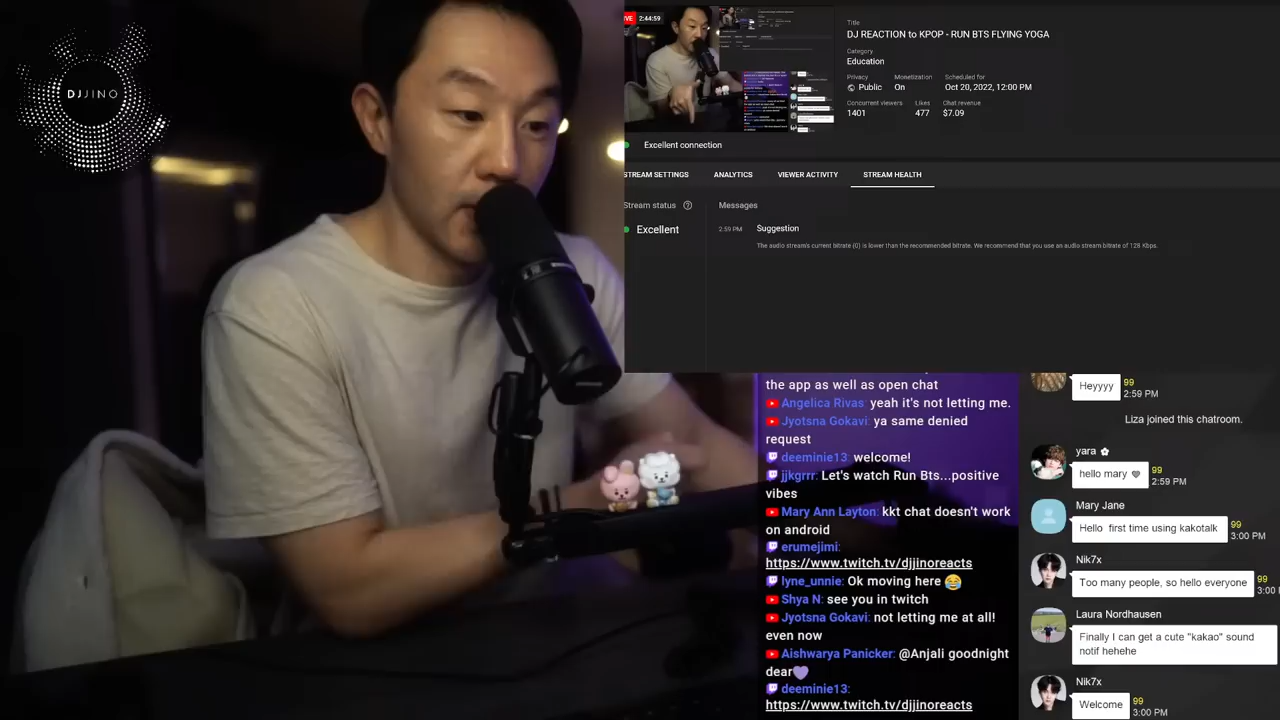 DJJINO
LIVE 2:44:59
Title
DJ REACTION to KPOP - RUN BTS FLYING YOGA
Category
Education
Privacy Monetization Scheduled for
Public On Oct 20, 2022, 12:00 PM
Concurrent viewers Likes Chat revenue
1401 477 $7.09
Excellent connection
STREAM SETTINGS ANALYTICS VIEWER ACTIVITY STREAM HEALTH
Stream status Messages
Excellent
2:59 PM Suggestion
The audio stream's current bitrate (0) is lower than the recommended bitrate. We recommend that you use an audio stream bitrate of 128 Kbps.
the app as well as open chat
Angelica Rivas: yeah it's not letting me.
Jyotsna Gokavi: ya same denied
request
deeminie13: welcome!
jjkgrrr: Let's watch Run Bts...positive
vibes
Mary Ann Layton: kkt chat doesn't work
on android
erumejimi:
https://www.twitch.tv/djjinoreacts
lyne_unnie: Ok moving here 😂
Shya N: see you in twitch
Jyotsna Gokavi: not letting me at all!
even now
Aishwarya Panicker: @Anjali goodnight
dear💜
deeminie13:
https://www.twitch.tv/djjinoreacts
Heyyyy 99
2:59 PM
Liza joined this chatroom.
yara
hello mary 99
2:59 PM
Mary Jane
Hello first time using kakotalk 99
3:00 PM
Nik7x
Too many people, so hello everyone 99
3:00
Laura Nordhausen
Finally I can get a cute "kakao" sound
notif hehehe
Nik7x
Welcome 99
3:00 PM